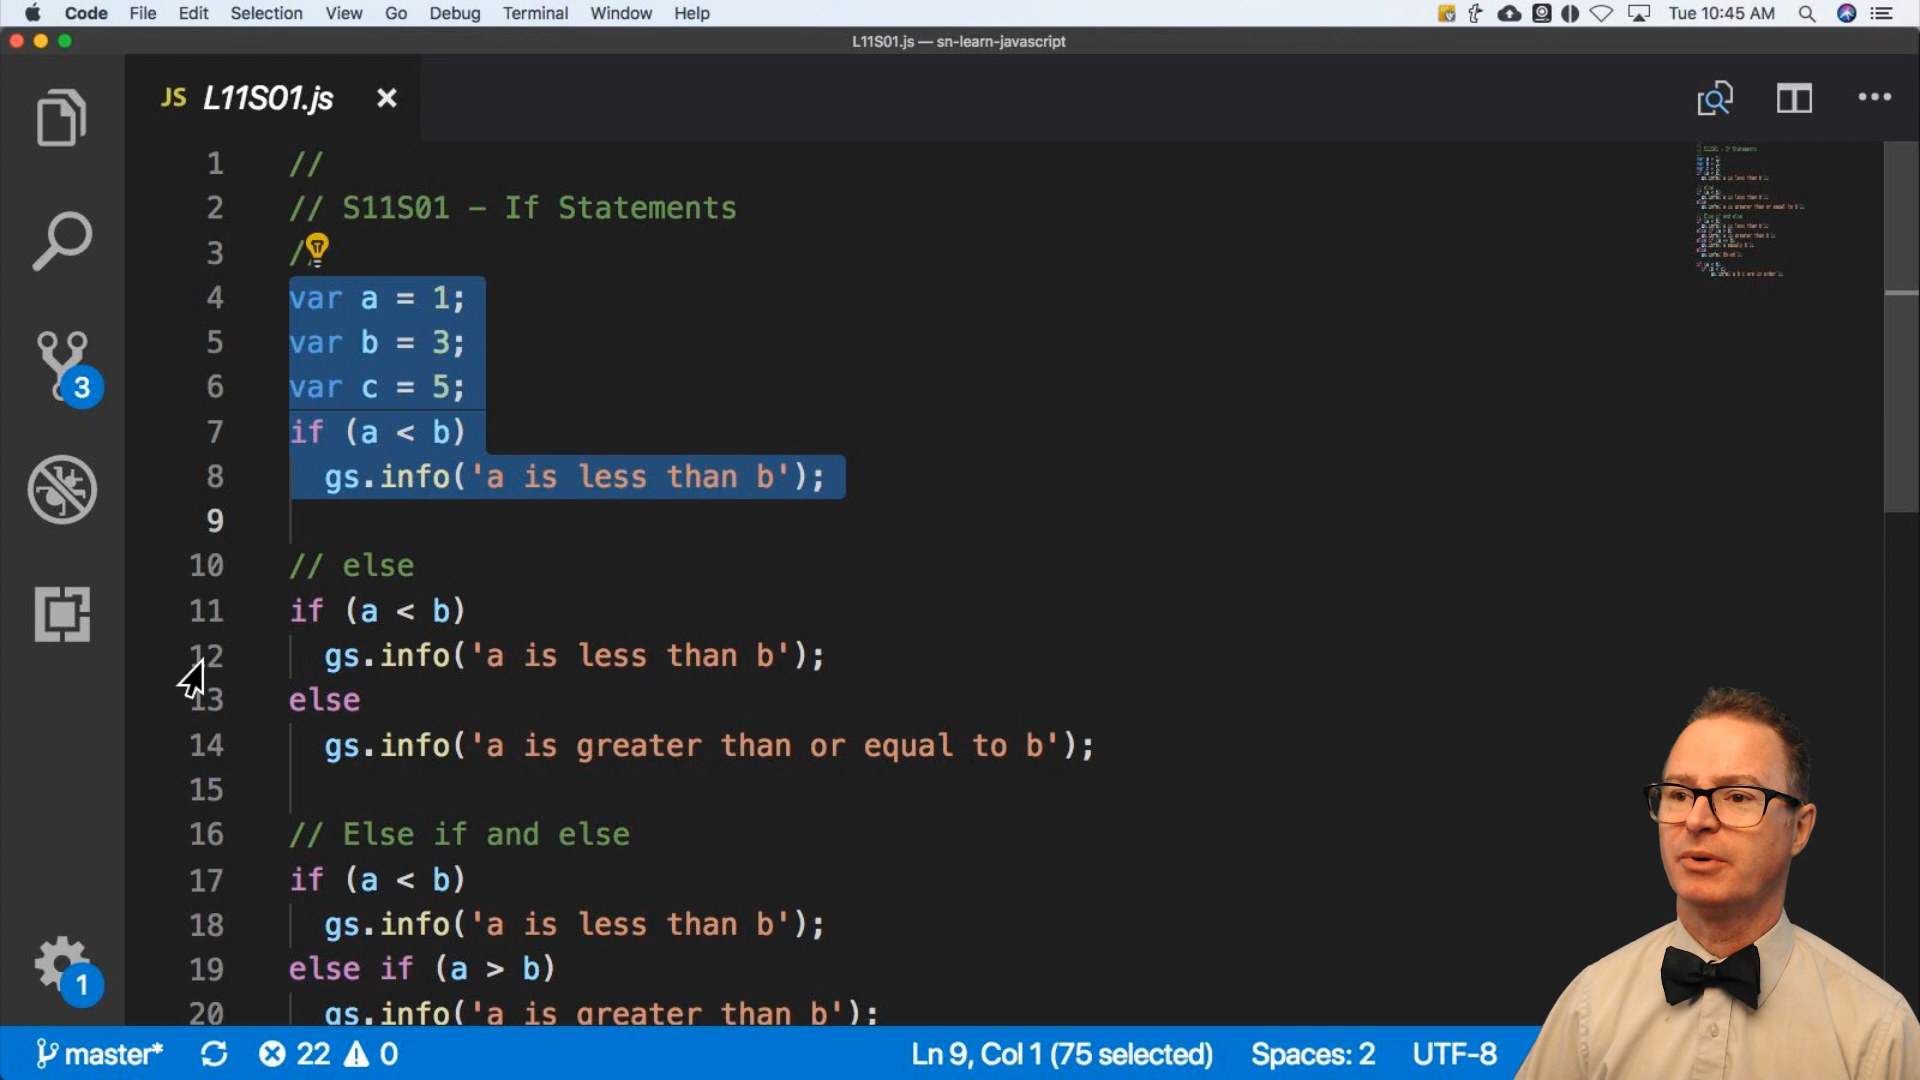 Code File Edit Selection View Go Debug Terminal Window Help Tue 10:45 AM
L11S01.js — sn-learn-javascript
JS L11S01.js
1 //
2 // S11S01 - If Statements
3 /
4 var a = 1;
5 var b = 3;
6 var c = 5;
7 if (a < b)
8 gs.info('a is less than b');
9
10 // else
11 if (a < b)
12 gs.info('a is less than b');
13 else
14 gs.info('a is greater than or equal to b');
15
16 // Else if and else
17 if (a < b)
18 gs.info('a is less than b');
19 else if (a > b)
20 gs.info('a is greater than b');
3
1
master* 22 0 Ln 9, Col 1 (75 selected) Spaces: 2 UTF-8